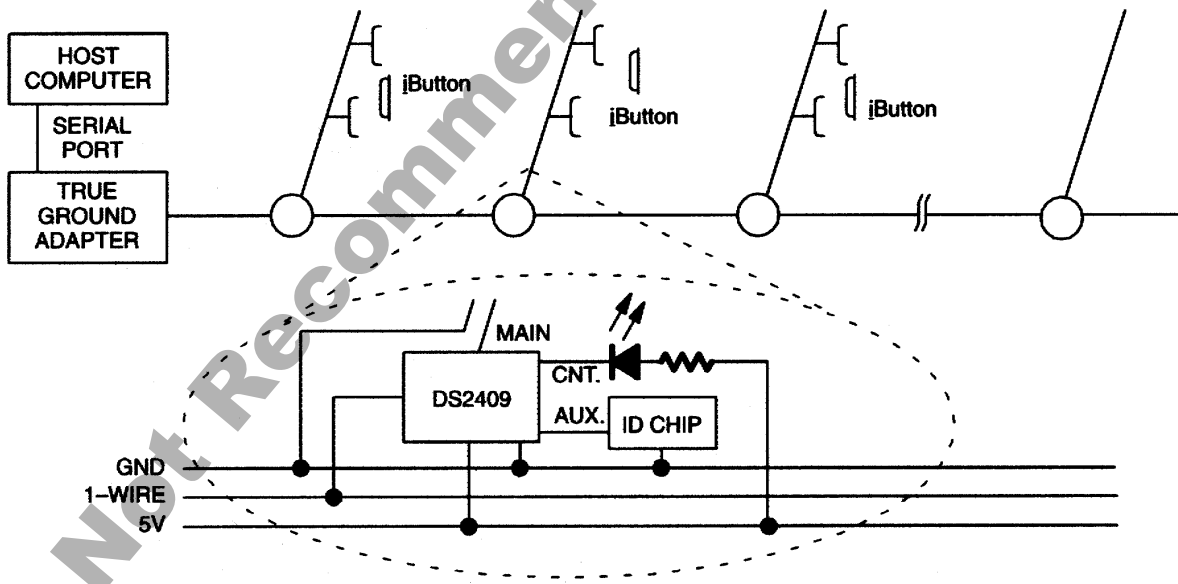 HOST
COMPUTER
SERIAL
PORT
TRUE
GROUND
ADAPTER
iButton
iButton
iButton
MAIN
CNT.
DS2409
AUX.
ID CHIP
GND
1–WIRE
5V
Not Recommen